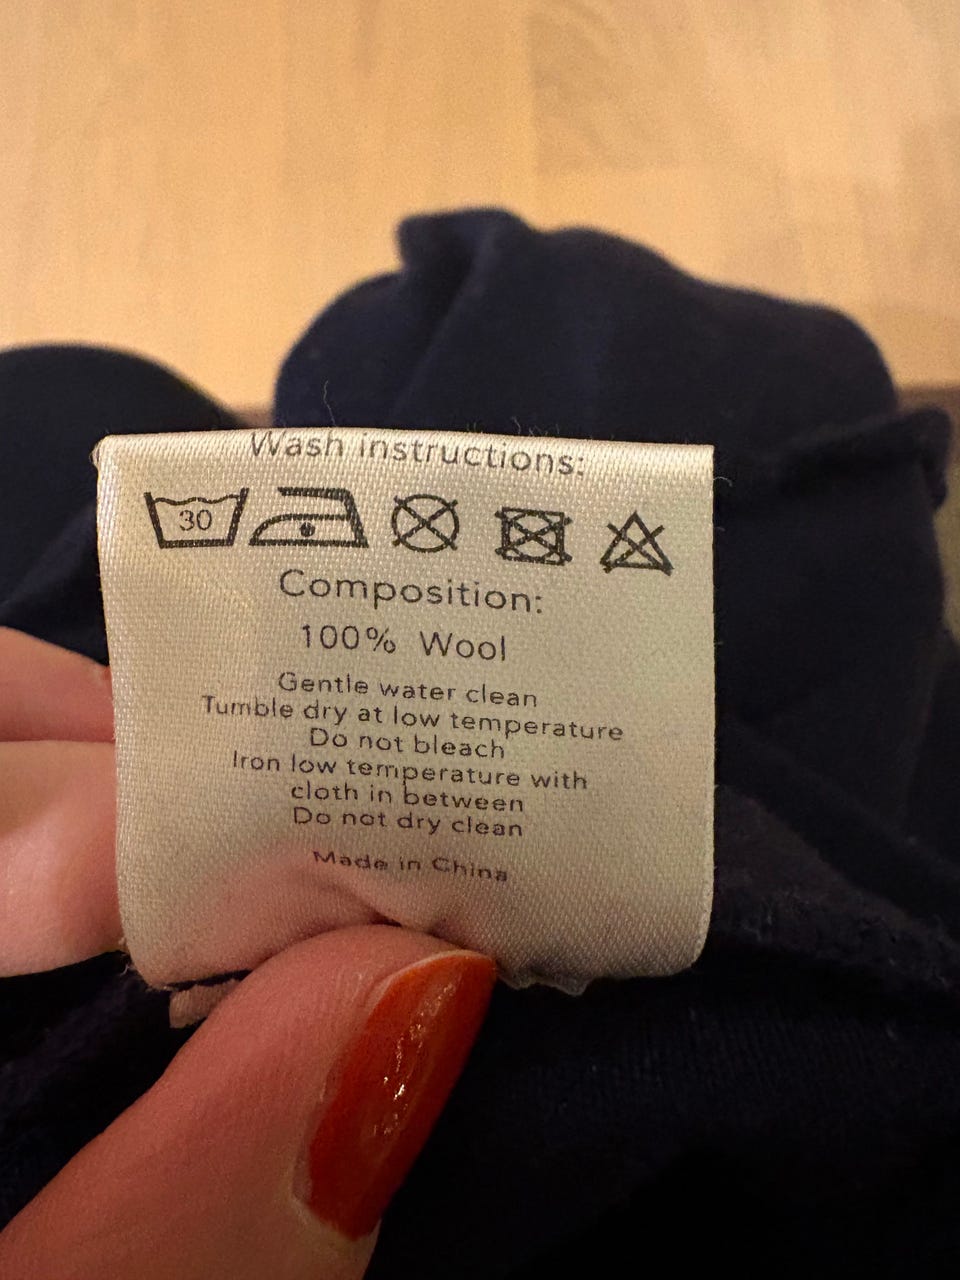 Wash instructions:
30
Composition:
100% Wool
Gentle water clean
Tumble dry at low temperature
Do not bleach
Iron low temperature with
cloth in between
Do not dry clean
Made in China